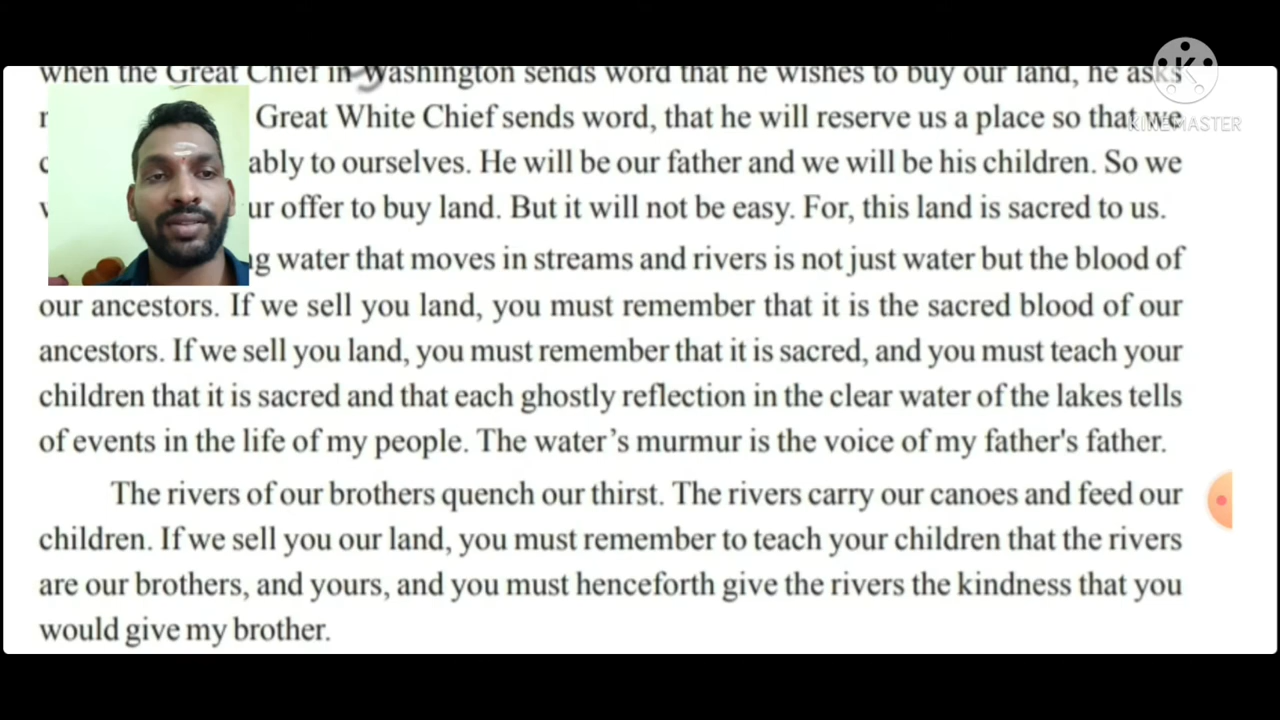 when the Great Chief in Washington sends word that he wishes to buy our land, he asks
Great White Chief sends word, that he will reserve us a place so that we
ably to ourselves. He will be our father and we will be his children. So we
ur offer to buy land. But it will not be easy. For, this land is sacred to us.
g water that moves in streams and rivers is not just water but the blood of
our ancestors. If we sell you land, you must remember that it is the sacred blood of our
ancestors. If we sell you land, you must remember that it is sacred, and you must teach your
children that it is sacred and that each ghostly reflection in the clear water of the lakes tells
of events in the life of my people. The water's murmur is the voice of my father's father.
The rivers of our brothers quench our thirst. The rivers carry our canoes and feed our
children. If we sell you our land, you must remember to teach your children that the rivers
are our brothers, and yours, and you must henceforth give the rivers the kindness that you
would give my brother.
KINEMASTER